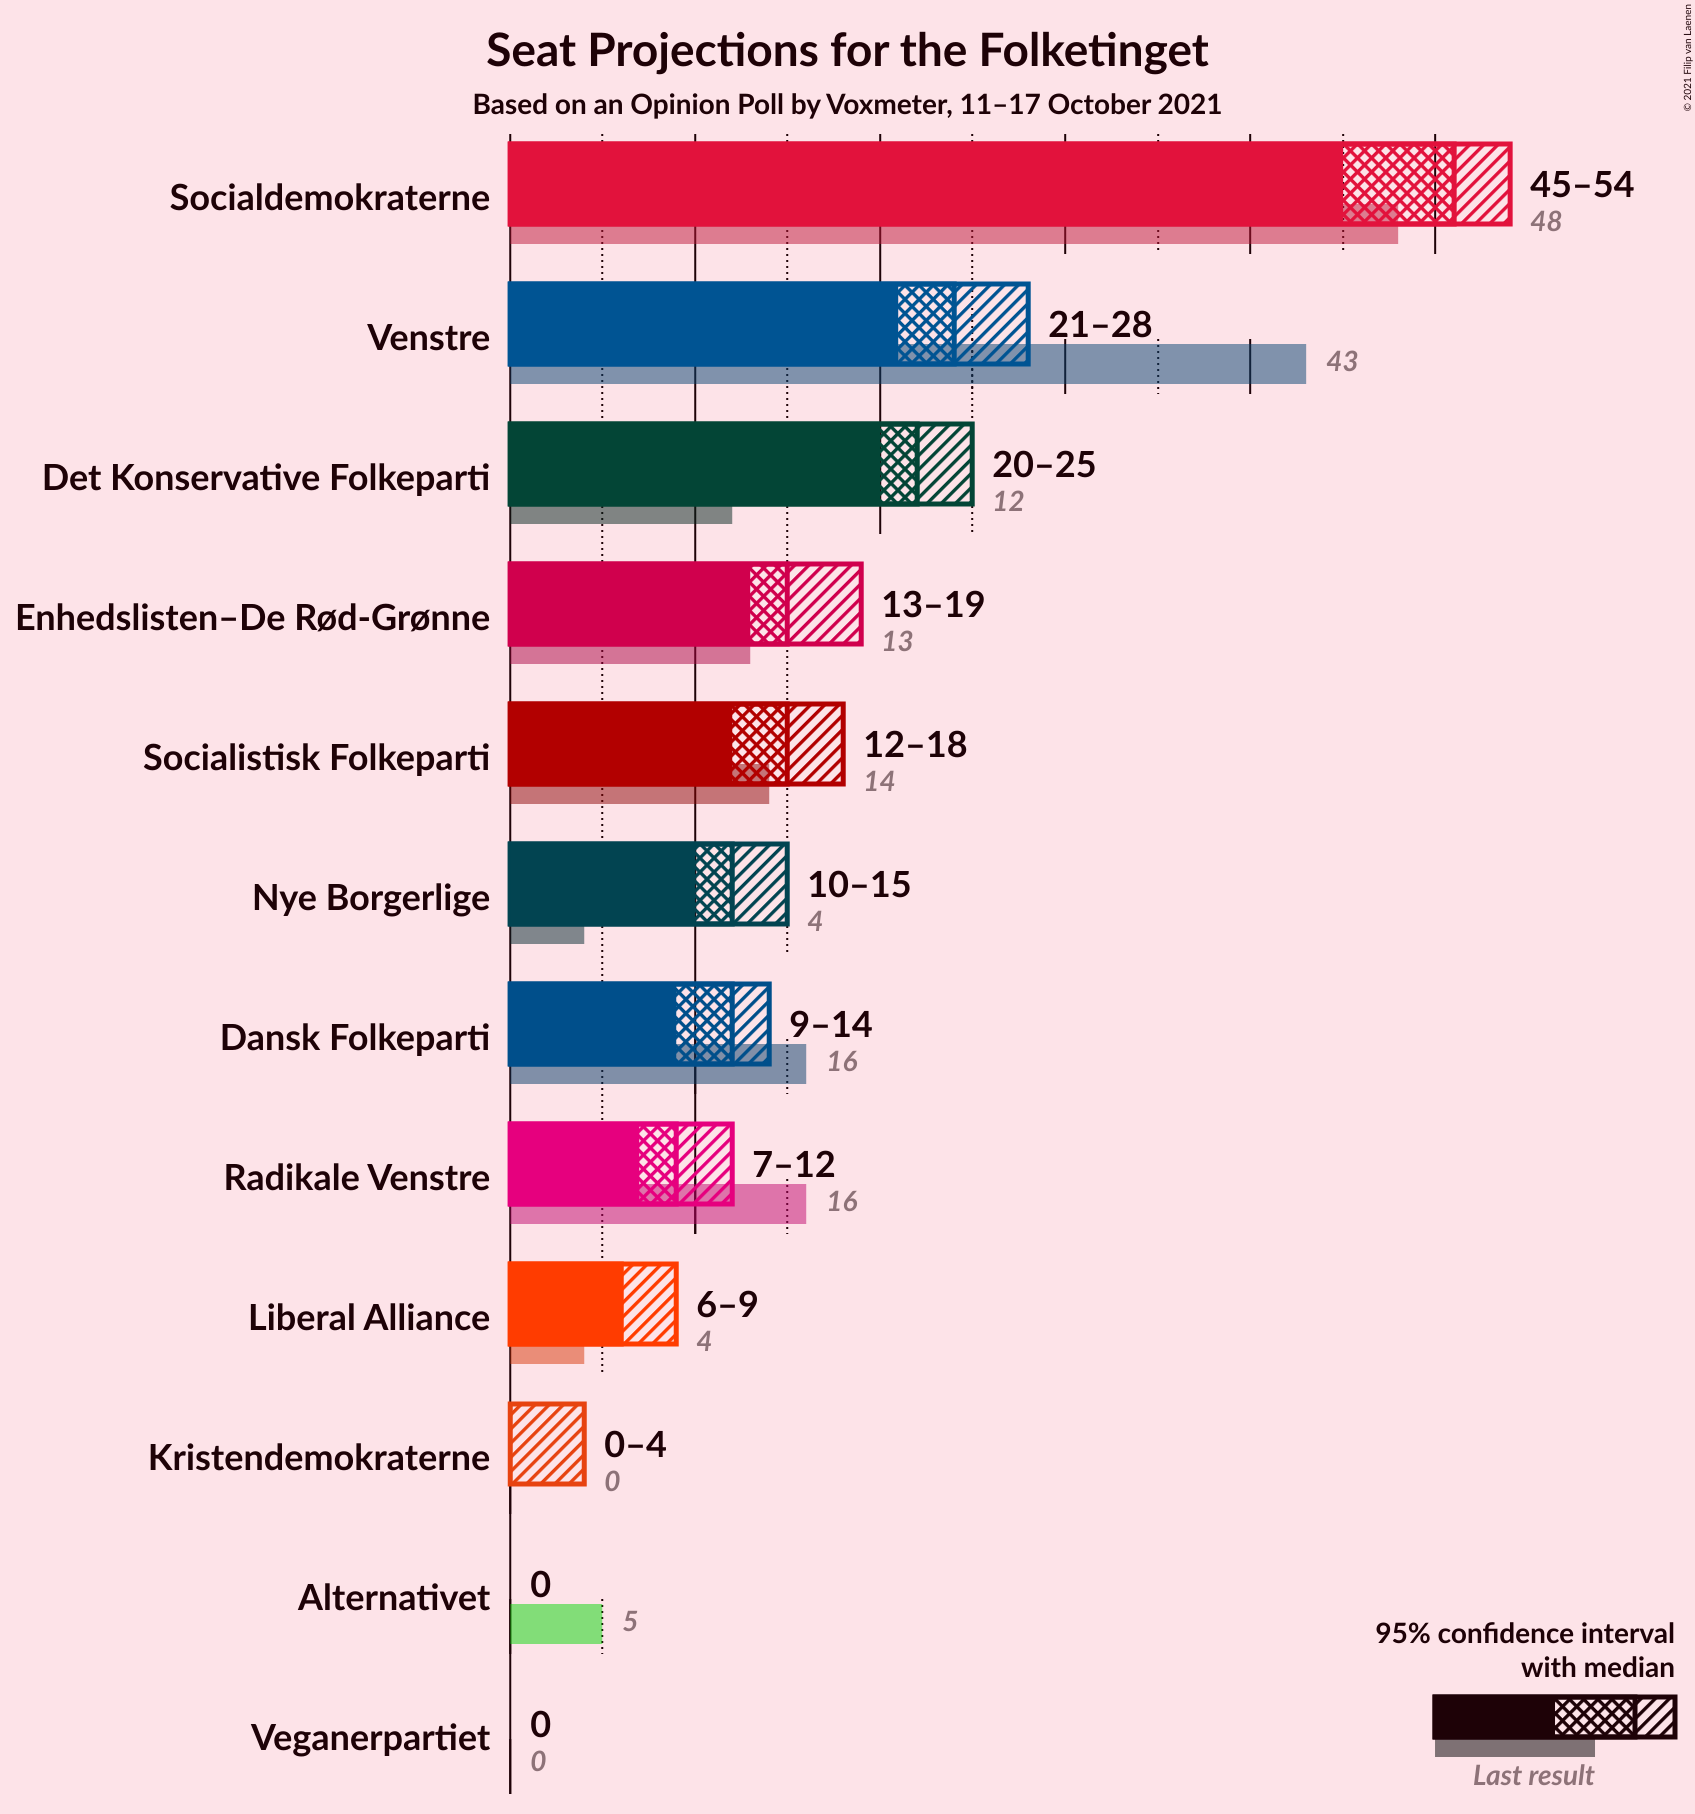 Seat Projections for the Folketinget
Based on an Opinion Poll by Voxmeter, 11–17 October 2021
© 2021 Filip van Laenen
Socialdemokraterne
45–54
48
Venstre
21–28
43
Det Konservative Folkeparti
20–25
12
Enhedslisten–De Rød-Grønne
13–19
13
Socialistisk Folkeparti
12–18
14
Nye Borgerlige
10–15
4
Dansk Folkeparti
9–14
16
Radikale Venstre
7–12
16
Liberal Alliance
6–9
4
Kristendemokraterne
0–4
0
Alternativet
0
5
Veganerpartiet
0
0
95% confidence interval
with median
Last result